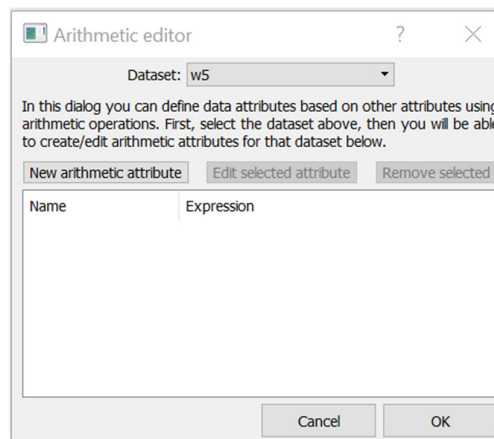 Arithmetic editor ?
Dataset: w5
In this dialog you can define data attributes based on other attributes using
arithmetic operations. First, select the dataset above, then you will be able
to create/edit arithmetic attributes for that dataset below.
New arithmetic attribute Edit selected attribute Remove selected
Name Expression
Cancel OK